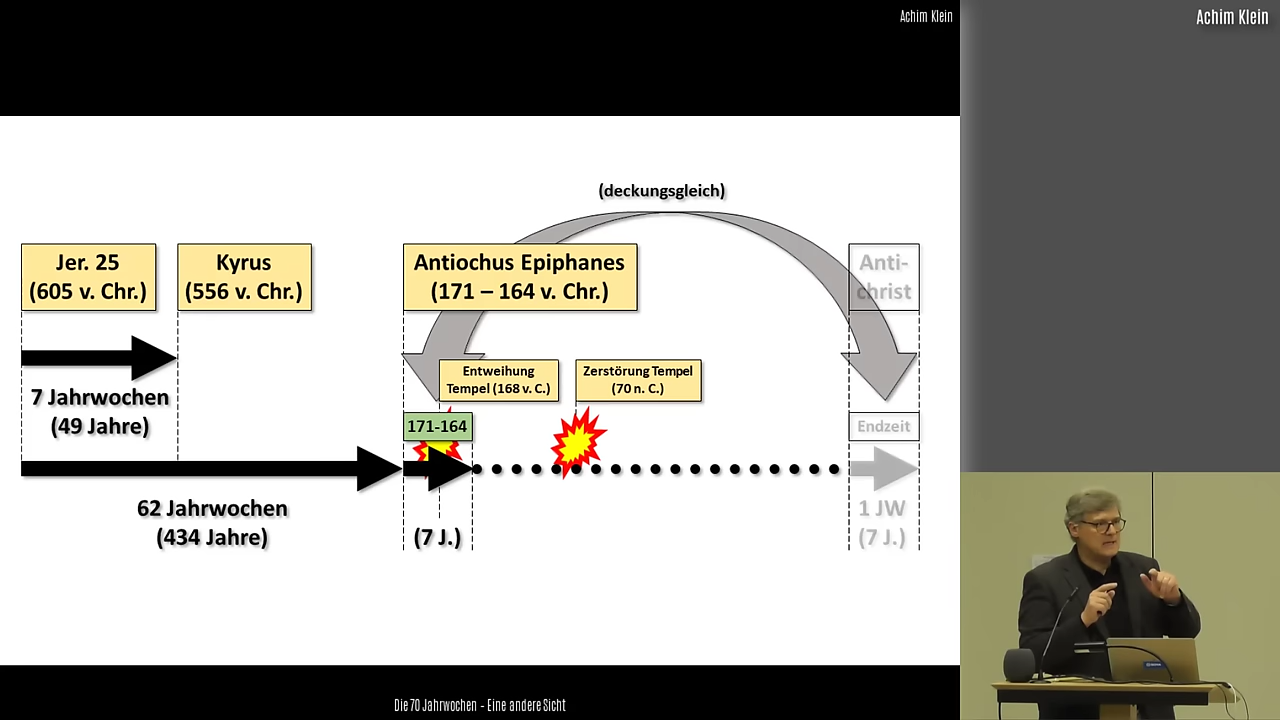 Achim Klein
Achim Klein
(deckungsgleich)
Jer. 25
(605 v. Chr.)
Kyrus
(556 v. Chr.)
Antiochus Epiphanes
(171 – 164 v. Chr.)
Anti-
christ
Entweihung
Tempel (168 v. C.)
Zerstörung Tempel
(70 n. C.)
7 Jahrwochen
(49 Jahre)
171-164
Endzeit
62 Jahrwochen
(434 Jahre)
(7 J.)
1 JW
(7 J.)
Die 70 Jahrwochen – Eine andere Sicht